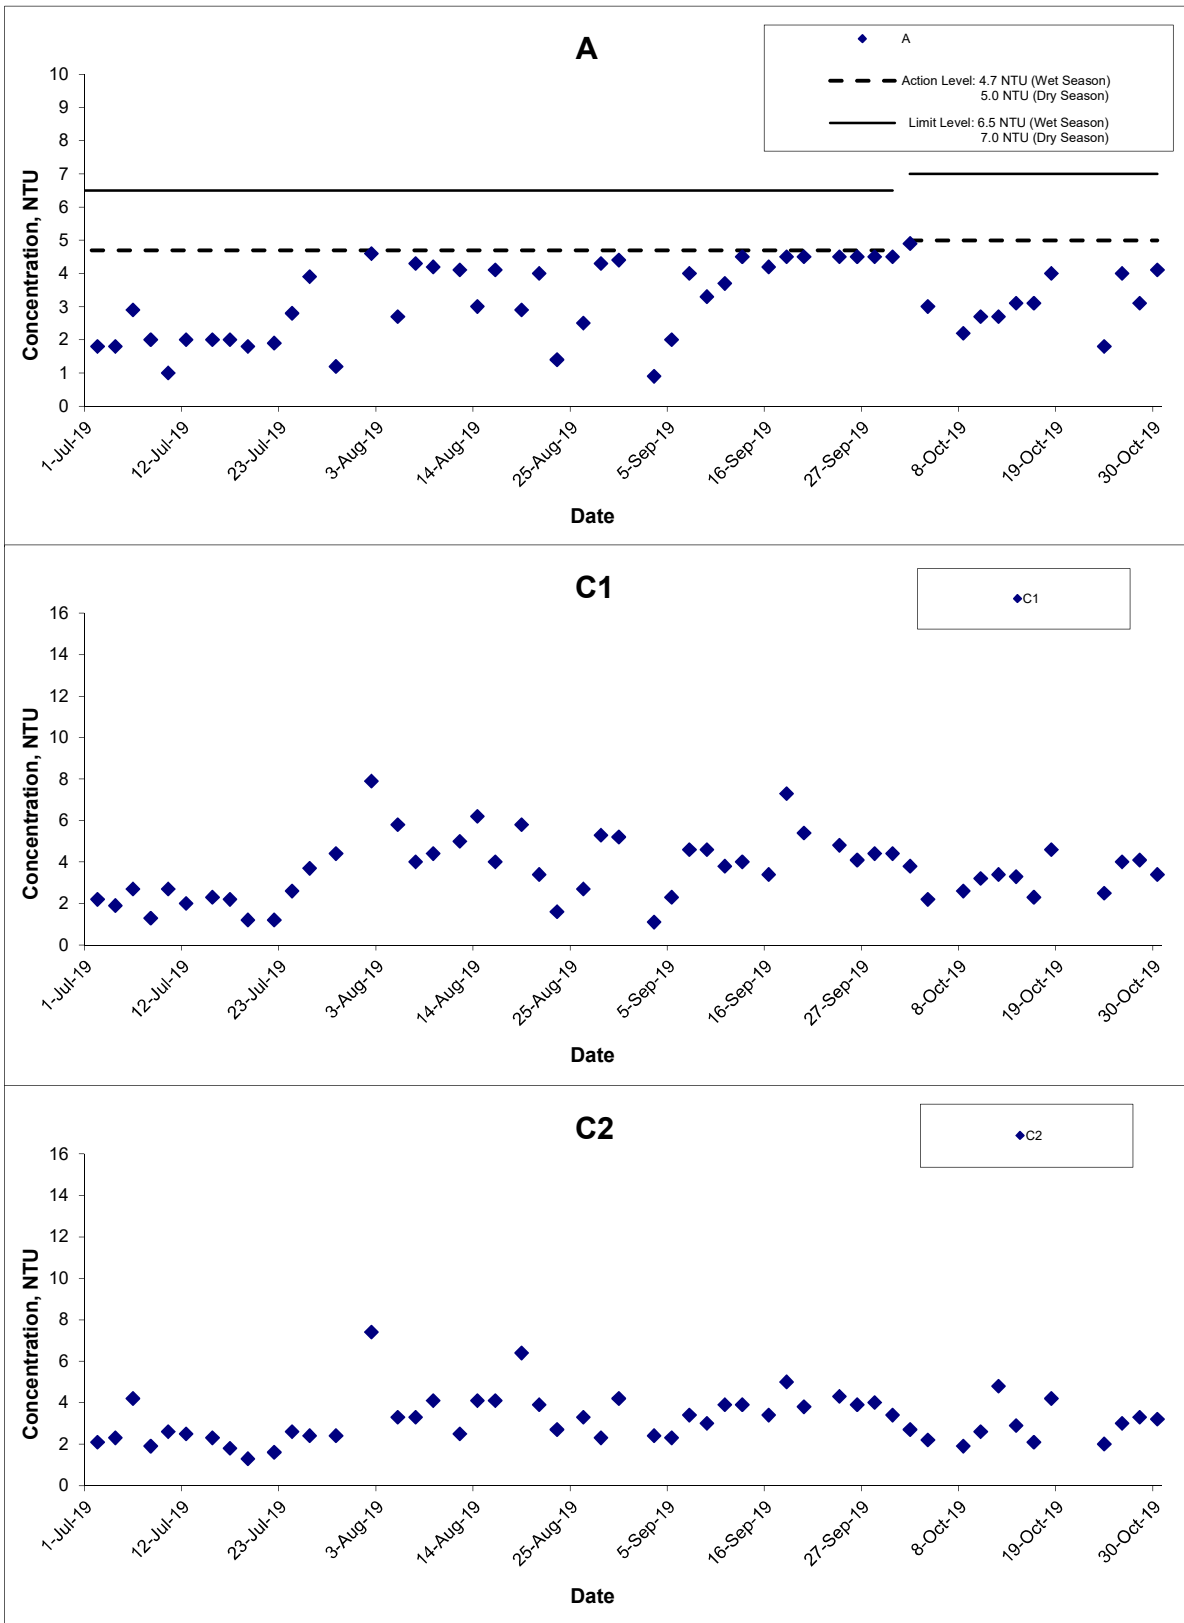 A
A
Action Level: 4.7 NTU (Wet Season)
5.0 NTU (Dry Season)
Limit Level: 6.5 NTU (Wet Season)
7.0 NTU (Dry Season)
10
9
8
7
6
5
4
3
2
1
0
Concentration, NTU
1-Jul-19
12-Jul-19
23-Jul-19
3-Aug-19
14-Aug-19
25-Aug-19
5-Sep-19
16-Sep-19
27-Sep-19
8-Oct-19
19-Oct-19
30-Oct-19
Date
C1
C1
16
14
12
10
8
6
4
2
0
Concentration, NTU
1-Jul-19
12-Jul-19
23-Jul-19
3-Aug-19
14-Aug-19
25-Aug-19
5-Sep-19
16-Sep-19
27-Sep-19
8-Oct-19
19-Oct-19
30-Oct-19
Date
C2
C2
16
14
12
10
8
6
4
2
0
Concentration, NTU
1-Jul-19
12-Jul-19
23-Jul-19
3-Aug-19
14-Aug-19
25-Aug-19
5-Sep-19
16-Sep-19
27-Sep-19
8-Oct-19
19-Oct-19
30-Oct-19
Date